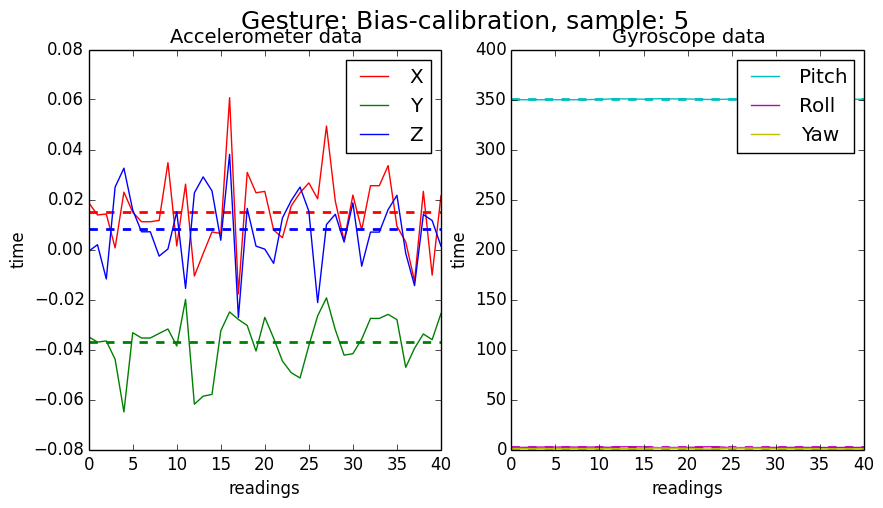 Gesture: Bias-calibration, sample: 5
Accelerometer data
Gyroscope data
0.08
0.06
0.04
0.02
0.00
−0.02
−0.04
−0.06
−0.08
time
0 5 10 15 20 25 30 35 40
readings
X
Y
Z
400
350
300
250
200
150
100
50
0
time
0 5 10 15 20 25 30 35 40
readings
Pitch
Roll
Yaw